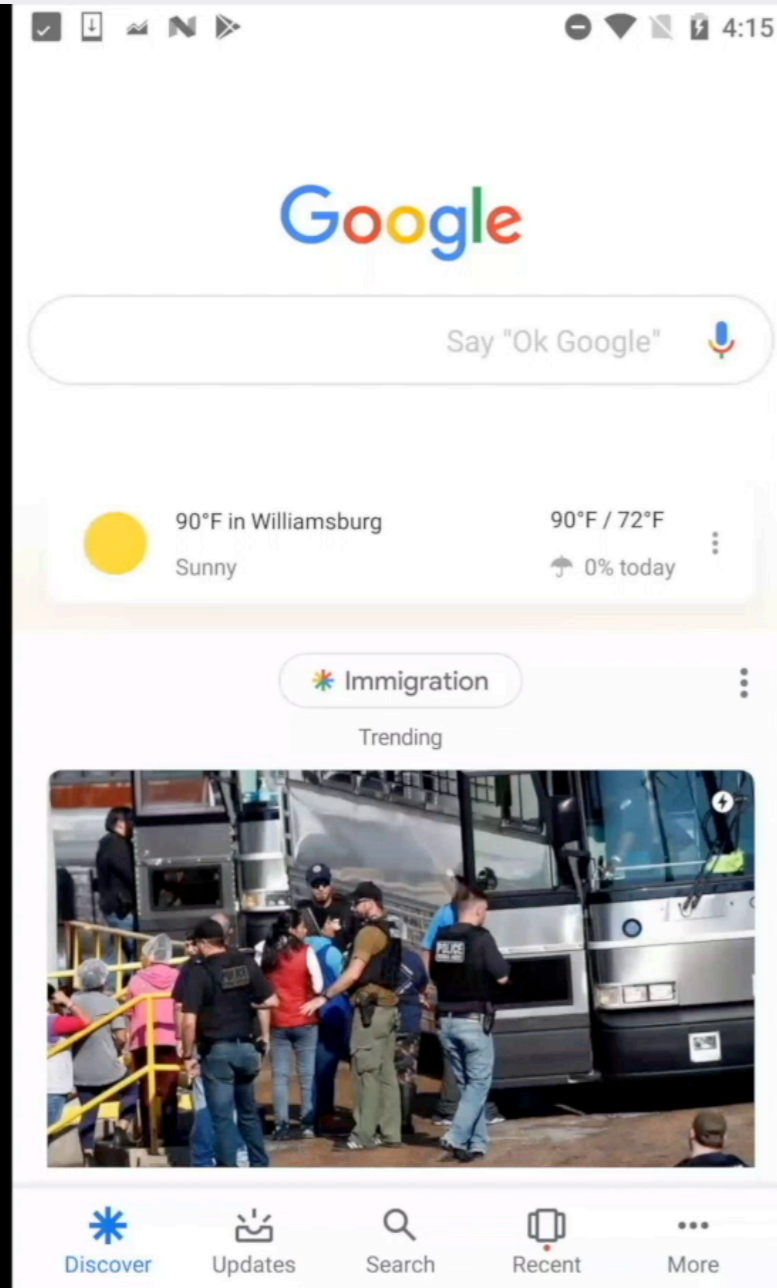 4:15
Google
Say "Ok Google"
90°F in Williamsburg
90°F / 72°F
Sunny
0% today
Immigration
Trending
POLICE
Discover
Updates
Search
Recent
More